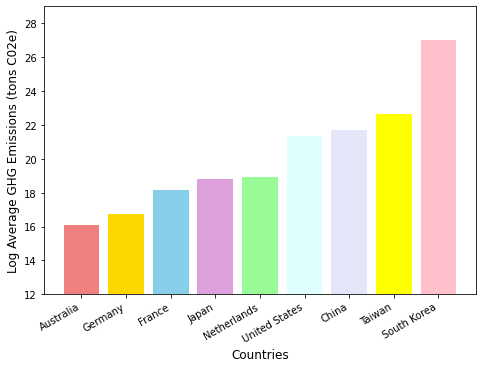 Log Average GHG Emissions (tons C02e)
28
26
24
22
20
18
16
14
12
Australia
Germany
France
Japan
Netherlands
United States
China
Taiwan
South Korea
Countries